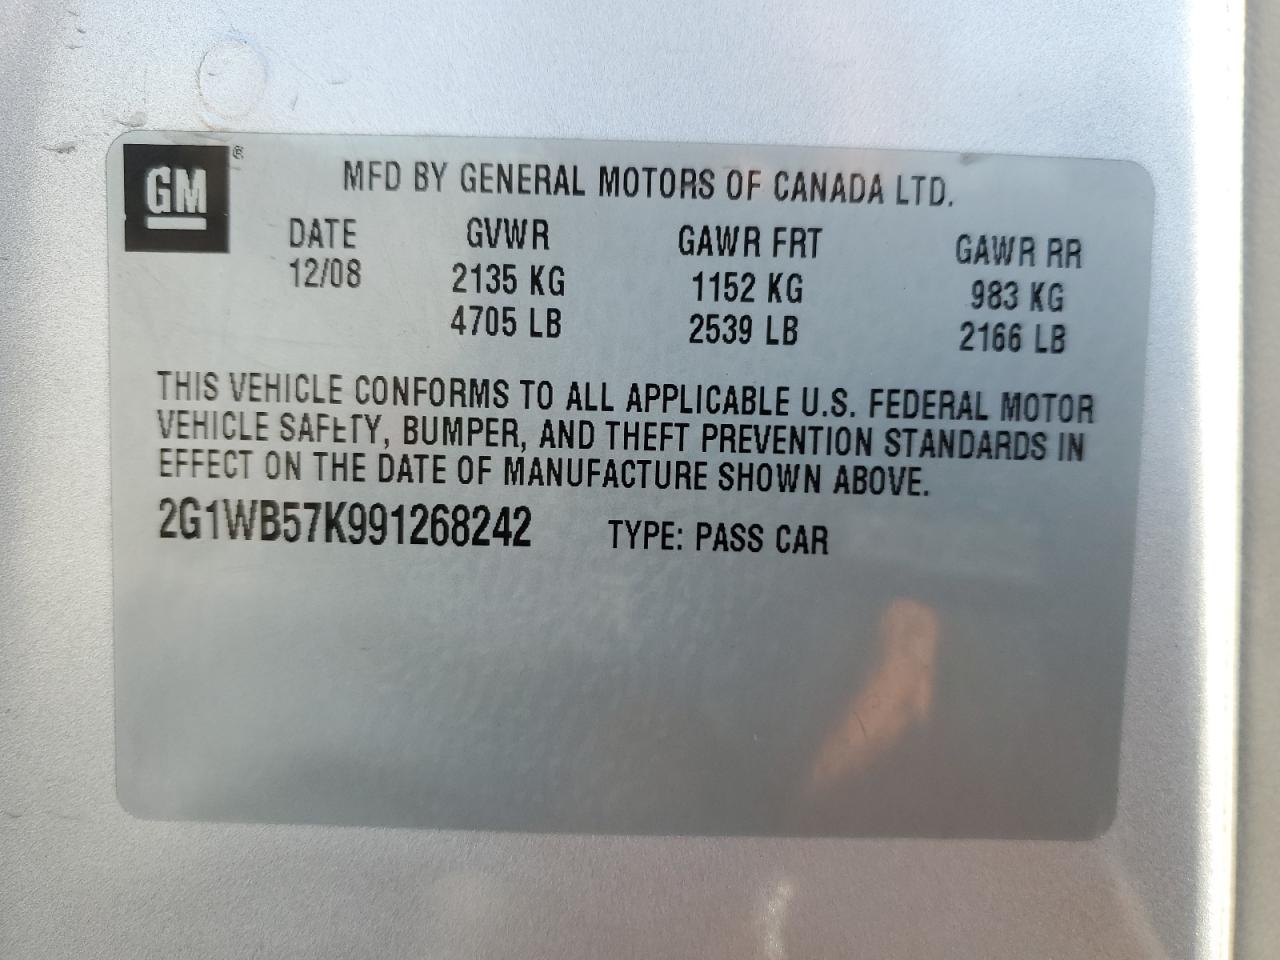 GM ®
MFD BY GENERAL MOTORS OF CANADA LTD.
DATE GVWR GAWR FRT GAWR RR
12/08 2135 KG 1152 KG 983 KG
4705 LB 2539 LB 2166 LB
THIS VEHICLE CONFORMS TO ALL APPLICABLE U.S. FEDERAL MOTOR
VEHICLE SAFETY, BUMPER, AND THEFT PREVENTION STANDARDS IN
EFFECT ON THE DATE OF MANUFACTURE SHOWN ABOVE.
2G1WB57K991268242 TYPE: PASS CAR